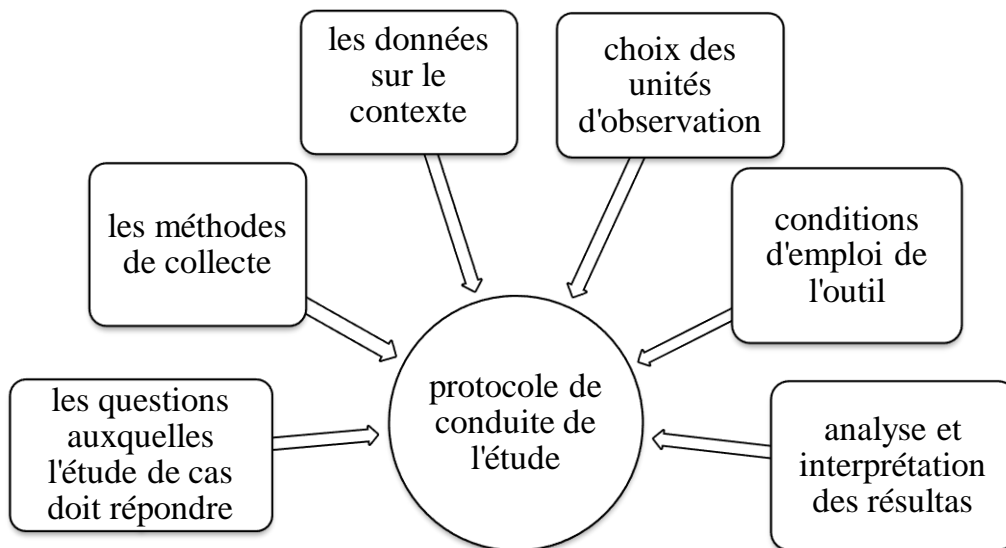 les données
sur le
contexte
choix des
unités
d'observation
les méthodes
de collecte
conditions
d'emploi de
l'outil
les questions
auxquelles
l'étude de cas
doit répondre
protocole de
conduite de
l'étude
analyse et
interprétation
des résultas